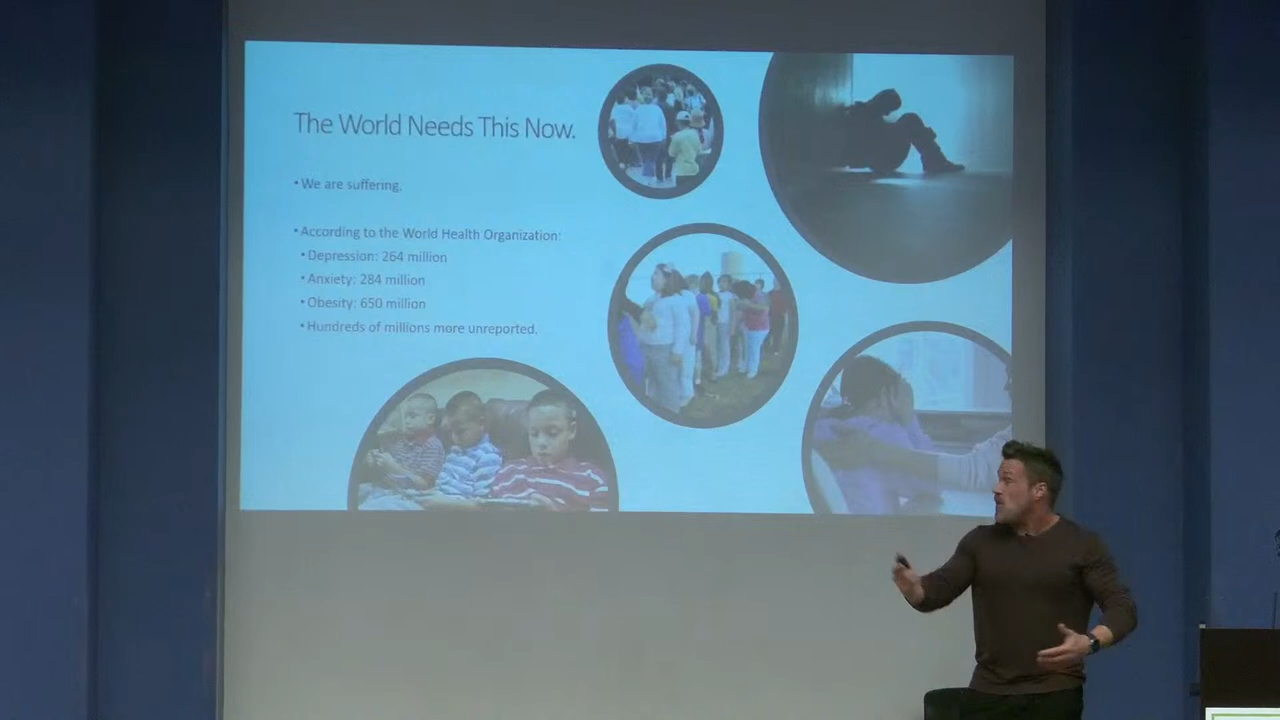 The World Needs This Now.
• We are suffering.
• According to the World Health Organization:
• Depression: 264 million
• Anxiety: 284 million
• Obesity: 650 million
• Hundreds of millions more unreported.